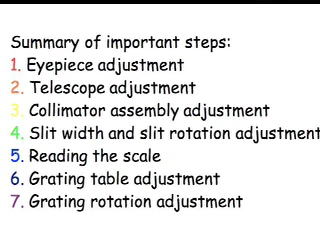 Summary of important steps:
1. Eyepiece adjustment
2. Telescope adjustment
3. Collimator assembly adjustment
4. Slit width and slit rotation adjustment
5. Reading the scale
6. Grating table adjustment
7. Grating rotation adjustment